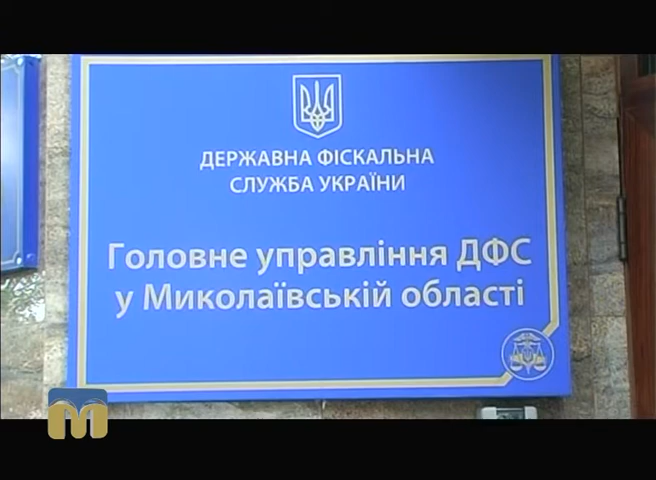 ДЕРЖАВНА ФІСКАЛЬНА
СЛУЖБА УКРАЇНИ
Головне управління ДФС
у Миколаївській області